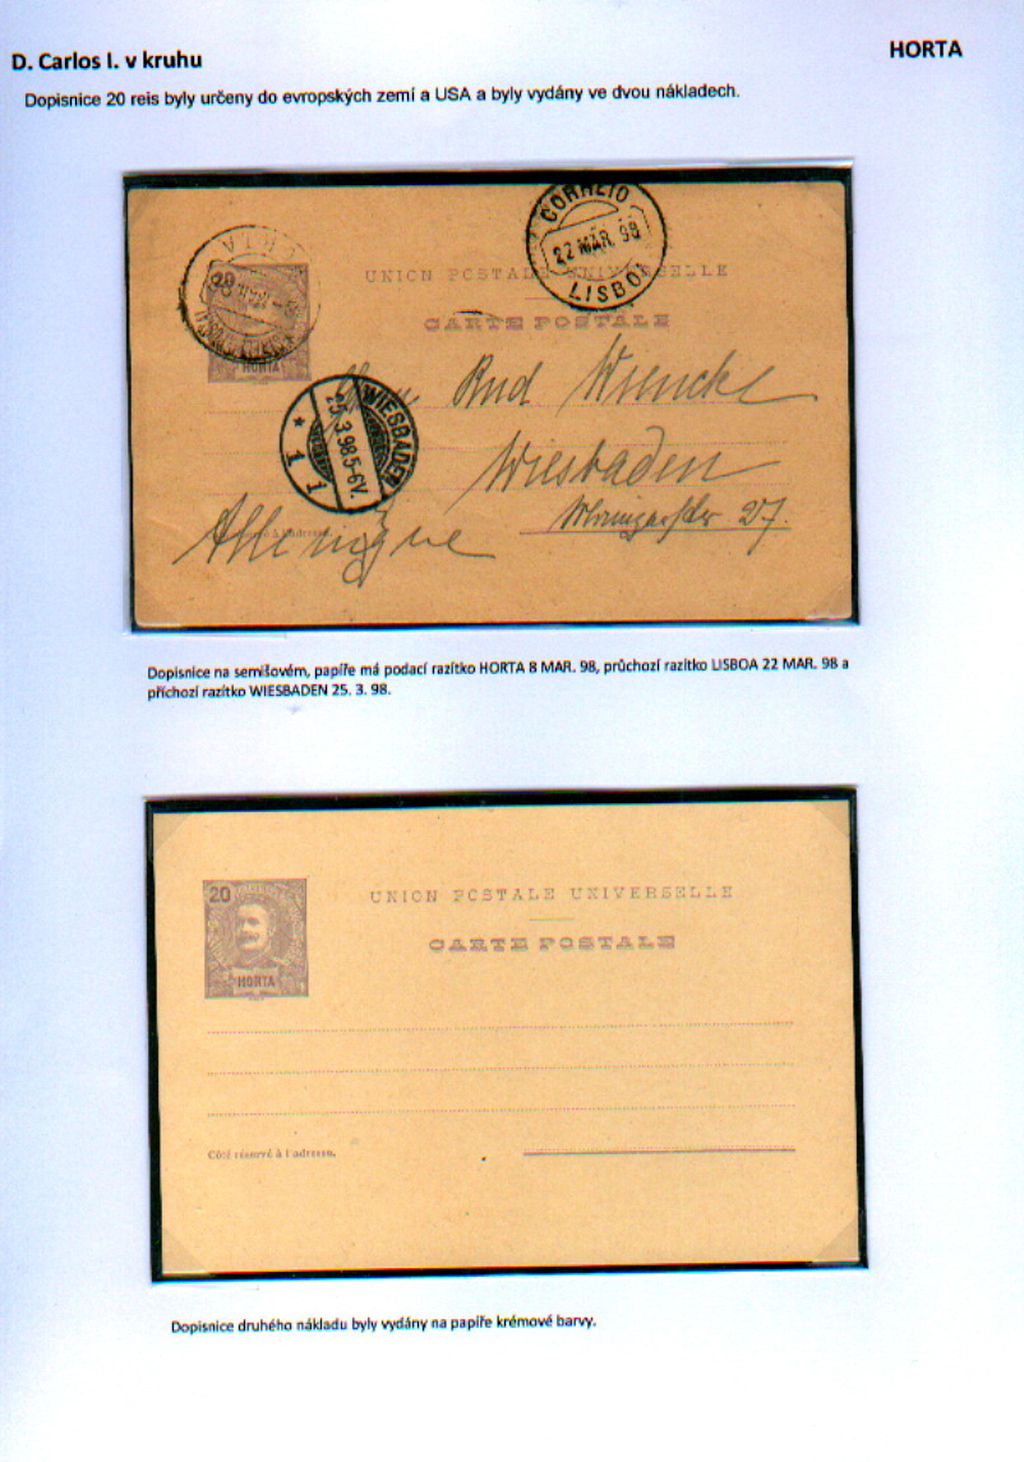 D. Carlos I. v kruhu
HORTA
Dopisnice 20 reis byly určeny do evropských zemí a USA a byly vydány ve dvou nákladech.
CORREIO
22 MAR. 98
LISBOA
HORTA
20
HORTA
UNION POSTALE UNIVERSELLE
CARTE POSTALE
WIESBADEN
25.3.98 5-6V.
* 1 i
Rud
Wiesbaden
27.
Allemagne
Dopisnice na semišovém, papíře má podací razítko HORTA 8 MAR. 98, průchozí razítko LISBOA 22 MAR. 98 a
příchozí razítko WIESBADEN 25. 3. 98.
20
HORTA
UNION POSTALE UNIVERSELLE
CARTE POSTALE
Côté réservé à l'adresse.
Dopisnice druhého nákladu byly vydány na papíře krémové barvy.